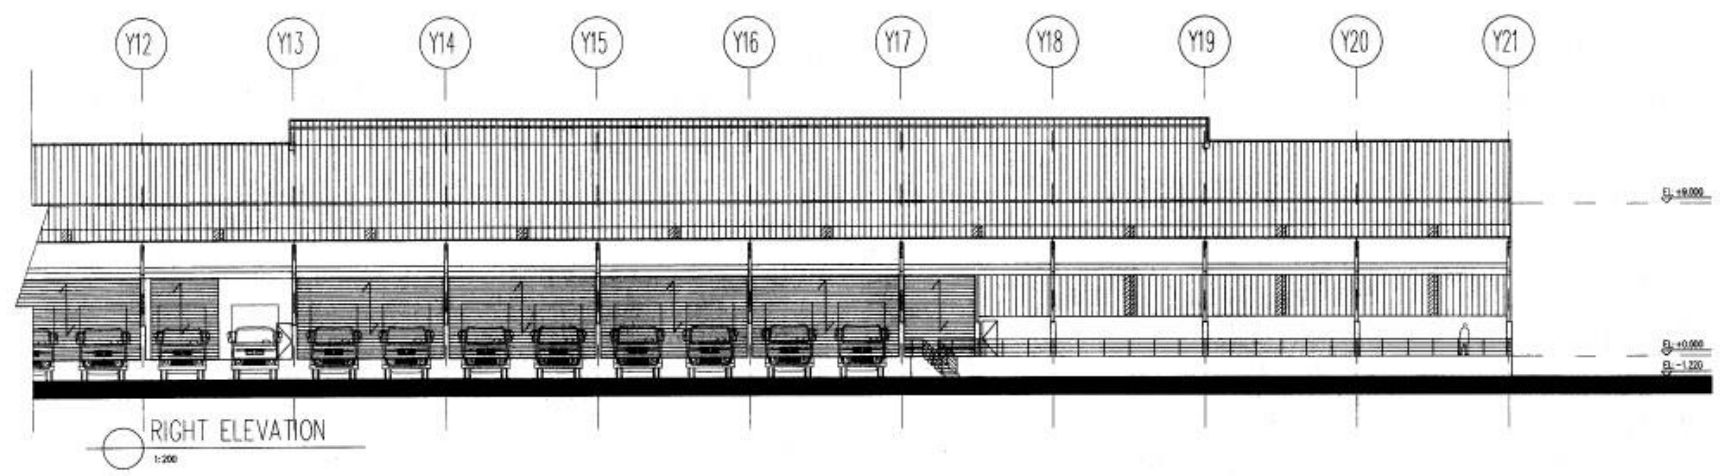 Y12 Y13 Y14 Y15 Y16 Y17 Y18 Y19 Y20 Y21
EL. +9,000
EL. +0,000
EL. -1,220
RIGHT ELEVATION
1:200